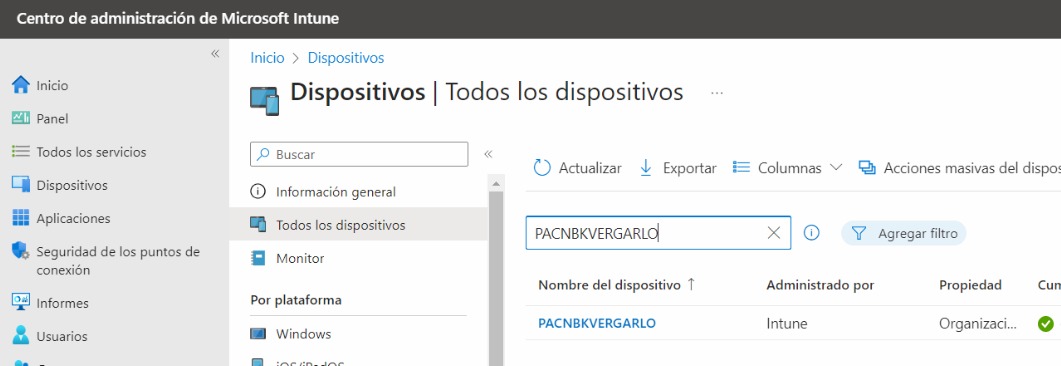 Centro de administración de Microsoft Intune
«
Inicio
Panel
Todos los servicios
Dispositivos
Aplicaciones
Seguridad de los puntos de
conexión
Informes
Usuarios
Inicio > Dispositivos
Dispositivos | Todos los dispositivos ...
Buscar «
Información general
Todos los dispositivos
Monitor
Por plataforma
Windows
iOS/iPadOS
Actualizar Exportar Columnas Acciones masivas del dispos
PACNBKVERGARLO Agregar filtro
Nombre del dispositivo ↑ Administrado por Propiedad Cum
PACNBKVERGARLO Intune Organizaci...